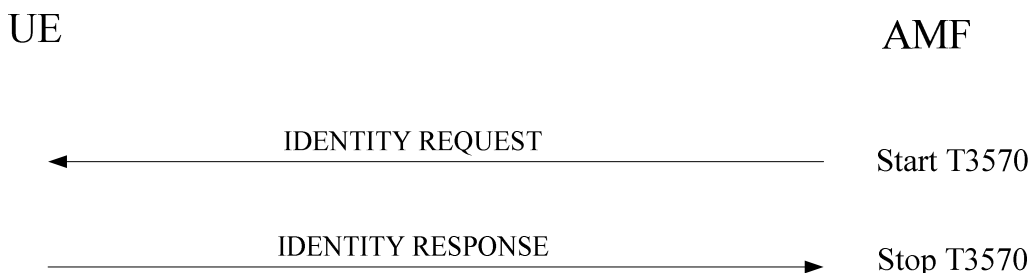 UE
AMF
IDENTITY REQUEST
Start T3570
IDENTITY RESPONSE
Stop T3570